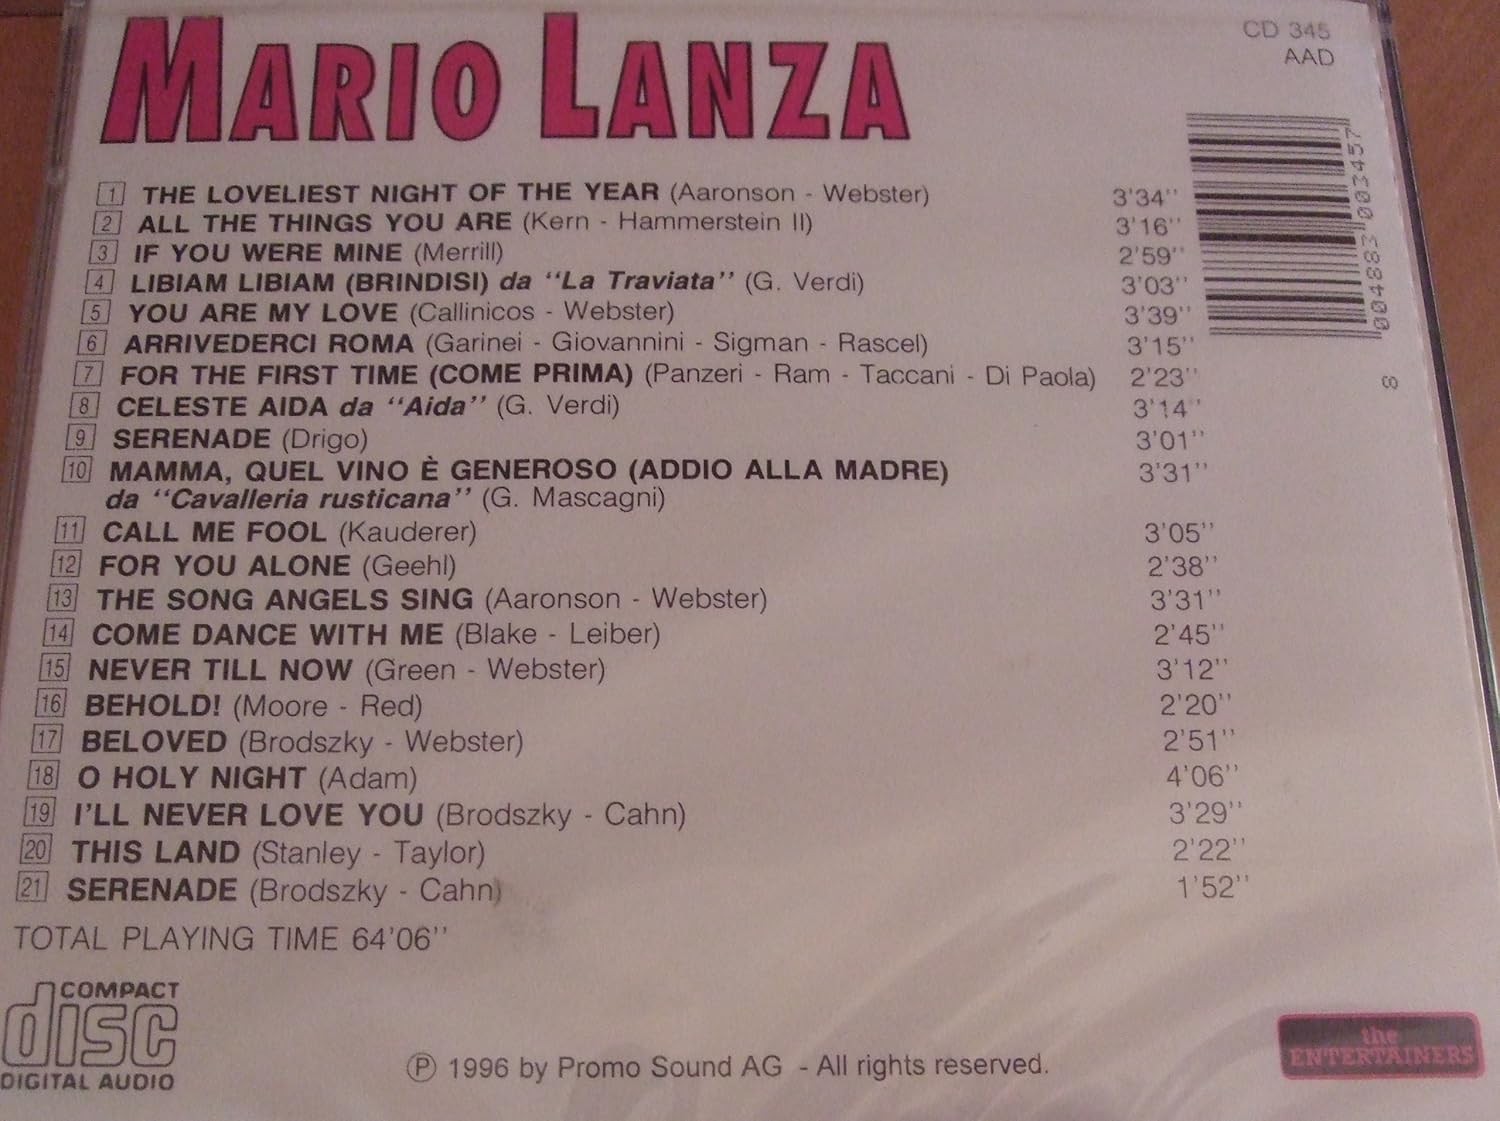 MARIO LANZA
CD 345
AAD
1 THE LOVELIEST NIGHT OF THE YEAR (Aaronson - Webster) 3'34''
2 ALL THE THINGS YOU ARE (Kern - Hammerstein II) 3'16''
3 IF YOU WERE MINE (Merrill) 2'59''
4 LIBIAM LIBIAM (BRINDISI) da ''La Traviata'' (G. Verdi) 3'03''
5 YOU ARE MY LOVE (Callinicos - Webster) 3'39''
6 ARRIVEDERCI ROMA (Garinei - Giovannini - Sigman - Rascel) 3'15''
7 FOR THE FIRST TIME (COME PRIMA) (Panzeri - Ram - Taccani - Di Paola) 2'23''
8 CELESTE AIDA da ''Aida'' (G. Verdi) 3'14''
9 SERENADE (Drigo) 3'01''
10 MAMMA, QUEL VINO È GENEROSO (ADDIO ALLA MADRE) 3'31''
da ''Cavalleria rusticana'' (G. Mascagni)
11 CALL ME FOOL (Kauderer) 3'05''
12 FOR YOU ALONE (Geehl) 2'38''
13 THE SONG ANGELS SING (Aaronson - Webster) 3'31''
14 COME DANCE WITH ME (Blake - Leiber) 2'45''
15 NEVER TILL NOW (Green - Webster) 3'12''
16 BEHOLD! (Moore - Red) 2'20''
17 BELOVED (Brodszky - Webster) 2'51''
18 O HOLY NIGHT (Adam) 4'06''
19 I'LL NEVER LOVE YOU (Brodszky - Cahn) 3'29''
20 THIS LAND (Stanley - Taylor) 2'22''
21 SERENADE (Brodszky - Cahn) 1'52''
TOTAL PLAYING TIME 64'06''
0004883 003457
8
COMPACT
disc
DIGITAL AUDIO
Ⓟ 1996 by Promo Sound AG - All rights reserved.
the
ENTERTAINERS